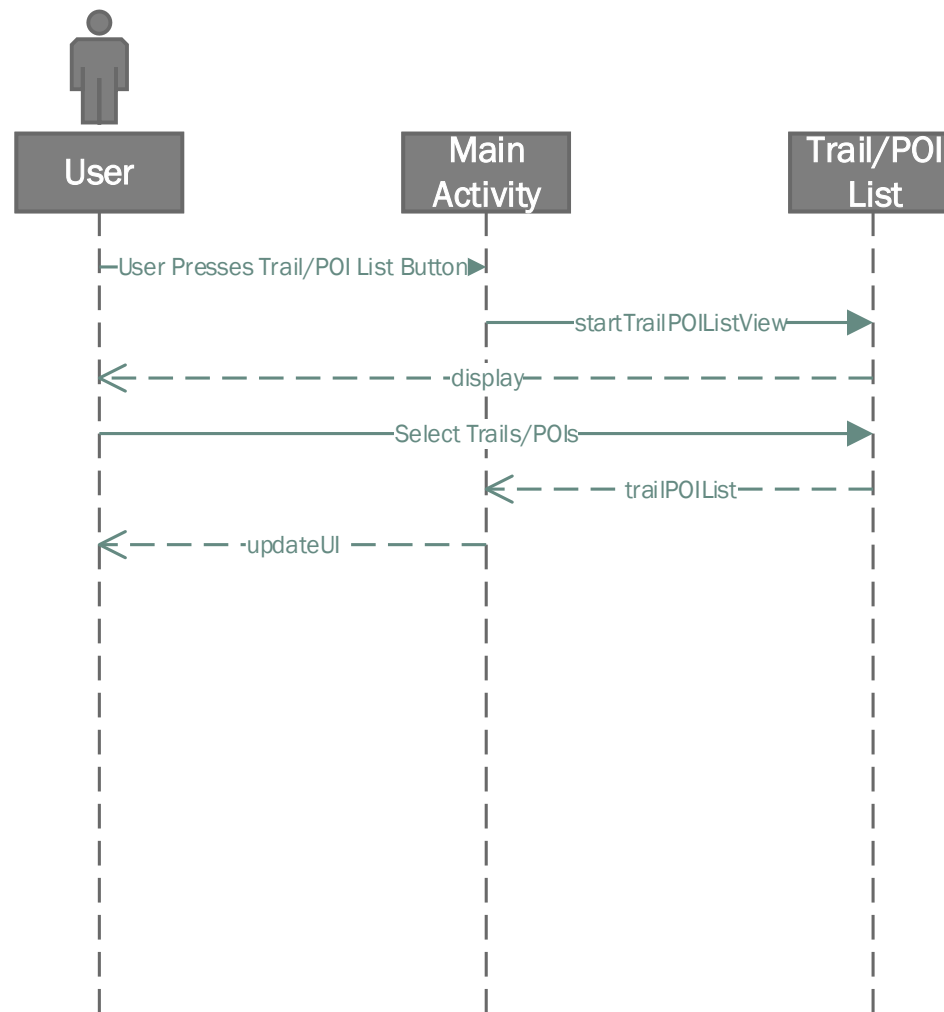 User
Main
Activity
Trail/POI
List
User Presses Trail/POI List Button
startTrailPOIListView
display
Select Trails/POIs
trailPOIList
updateUI